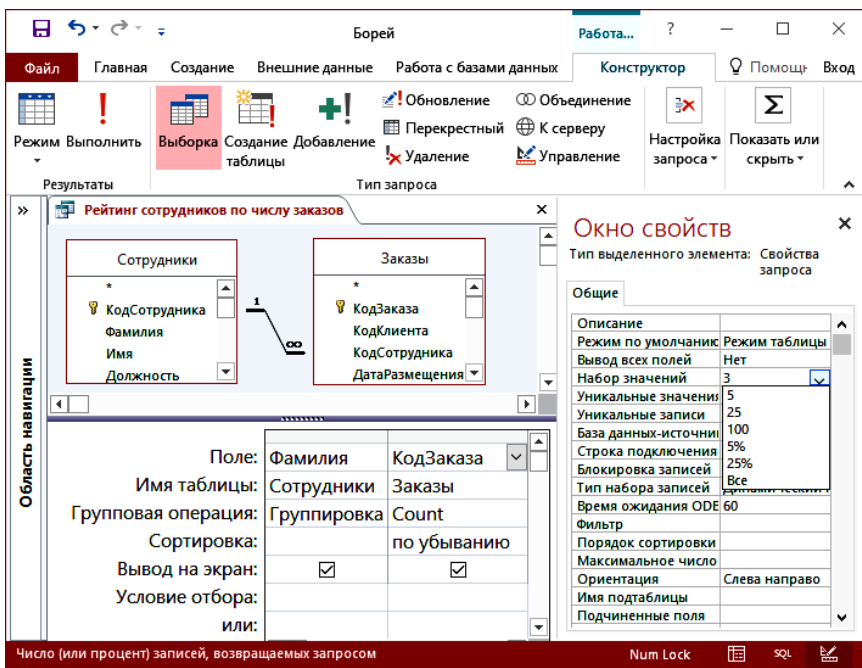 Борей
Работа...
?
Файл
Главная
Создание
Внешние данные
Работа с базами данных
Конструктор
Помощн
Вход
Режим
Выполнить
Выборка
Создание таблицы
Добавление
Обновление
Перекрестный
Удаление
Объединение
К серверу
Управление
Настройка запроса
Показать или скрыть
Результаты
Тип запроса
»
Рейтинг сотрудников по числу заказов
Сотрудники
*
КодСотрудника
Фамилия
Имя
Должность
1
∞
Заказы
*
КодЗаказа
КодКлиента
КодСотрудника
ДатаРазмещения
Область навигации
Поле: Фамилия КодЗаказа
Имя таблицы: Сотрудники Заказы
Групповая операция: Группировка Count
Сортировка: по убыванию
Вывод на экран:
Условие отбора:
или:
Окно свойств
Тип выделенного элемента: Свойства запроса
Общие
Описание
Режим по умолчанию Режим таблицы
Вывод всех полей Нет
Набор значений 3
Уникальные значения
Уникальные записи
База данных-источни
Строка подключения
Блокировка записей
Тип набора записей
5
25
100
5%
25%
Все
Время ожидания ODB 60
Фильтр
Порядок сортировки
Максимальное число
Ориентация Слева направо
Имя подтаблицы
Подчиненные поля
Число (или процент) записей, возвращаемых запросом
Num Lock
SQL